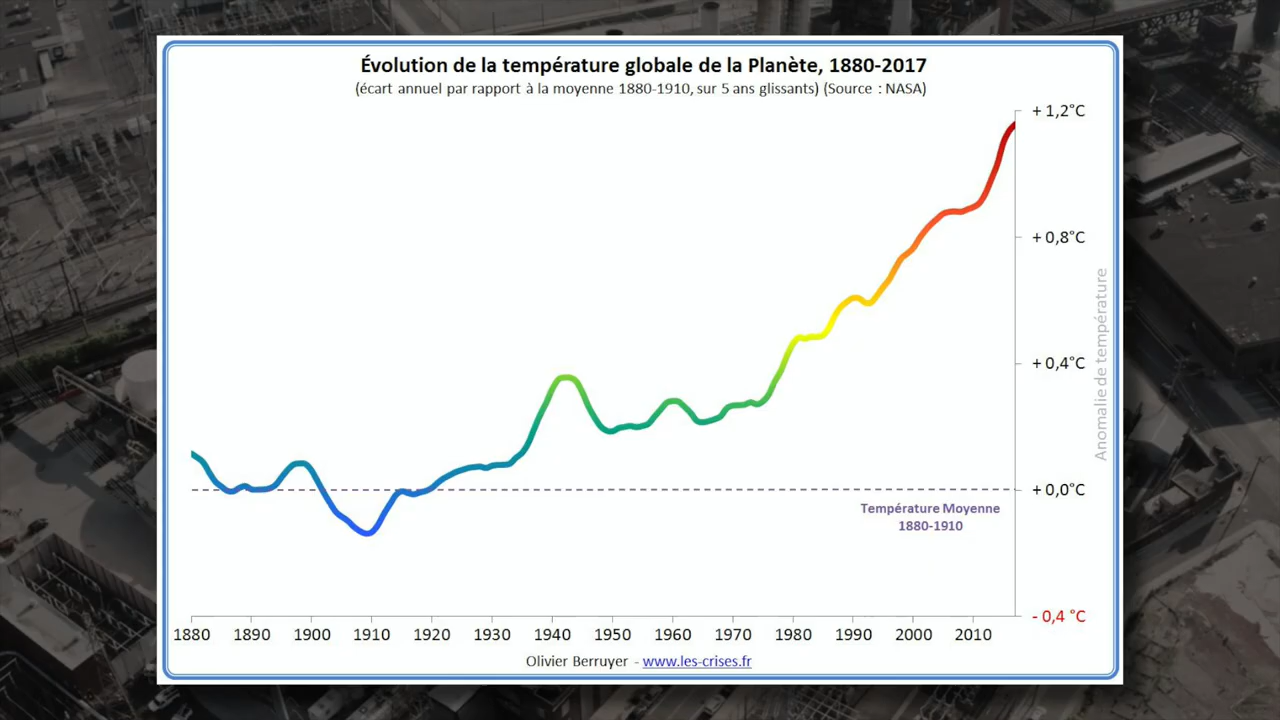 Évolution de la température globale de la Planète, 1880-2017
(écart annuel par rapport à la moyenne 1880-1910, sur 5 ans glissants) (Source : NASA)
+ 1,2°C
+ 0,8°C
+ 0,4°C
+ 0,0°C
- 0,4 °C
Anomalie de température
Température Moyenne
1880-1910
1880 1890 1900 1910 1920 1930 1940 1950 1960 1970 1980 1990 2000 2010
Olivier Berruyer - www.les-crises.fr